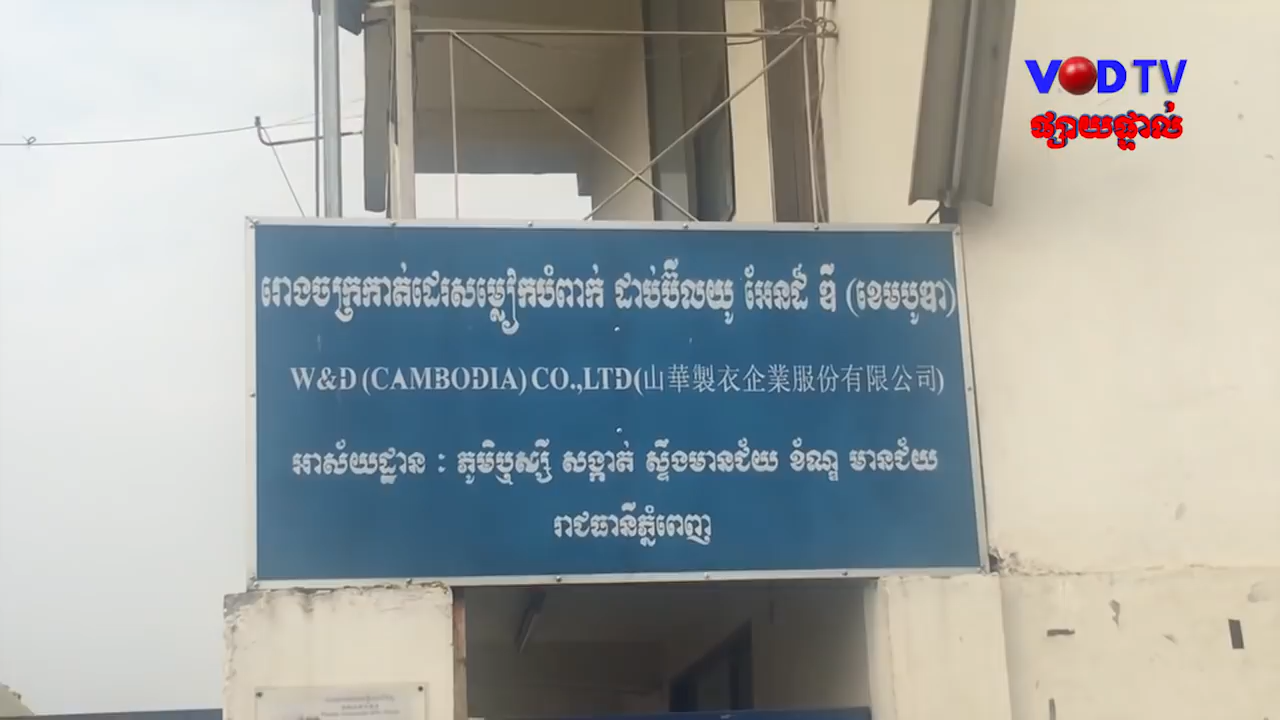 VOD TV
ផ្សាយផ្ទាល់
រោងចក្រកាត់ដេរសម្លៀកបំពាក់ ដាប់ប៊ីលយូ អែនដ៍ ឌី (ខេមបូឌា)
W&D (CAMBODIA) CO.,LTD(山華製衣企業服份有限公司)
អាស័យដ្ឋាន : ភូមិឬស្សី សង្កាត់ ស្ទឹងមានជ័យ ខ័ណ្ឌ មានជ័យ
រាជធានីភ្នំពេញ